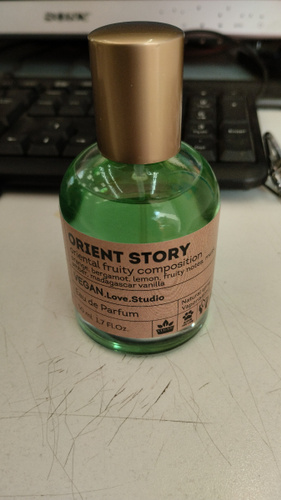 ORIENT STORY
oriental fruity composition
bergamot, lemon, fruity notes
madagascar vanilla
VEGAN.Love.Studio
Eau de Parfum
1.7 FL.Oz.
Natural